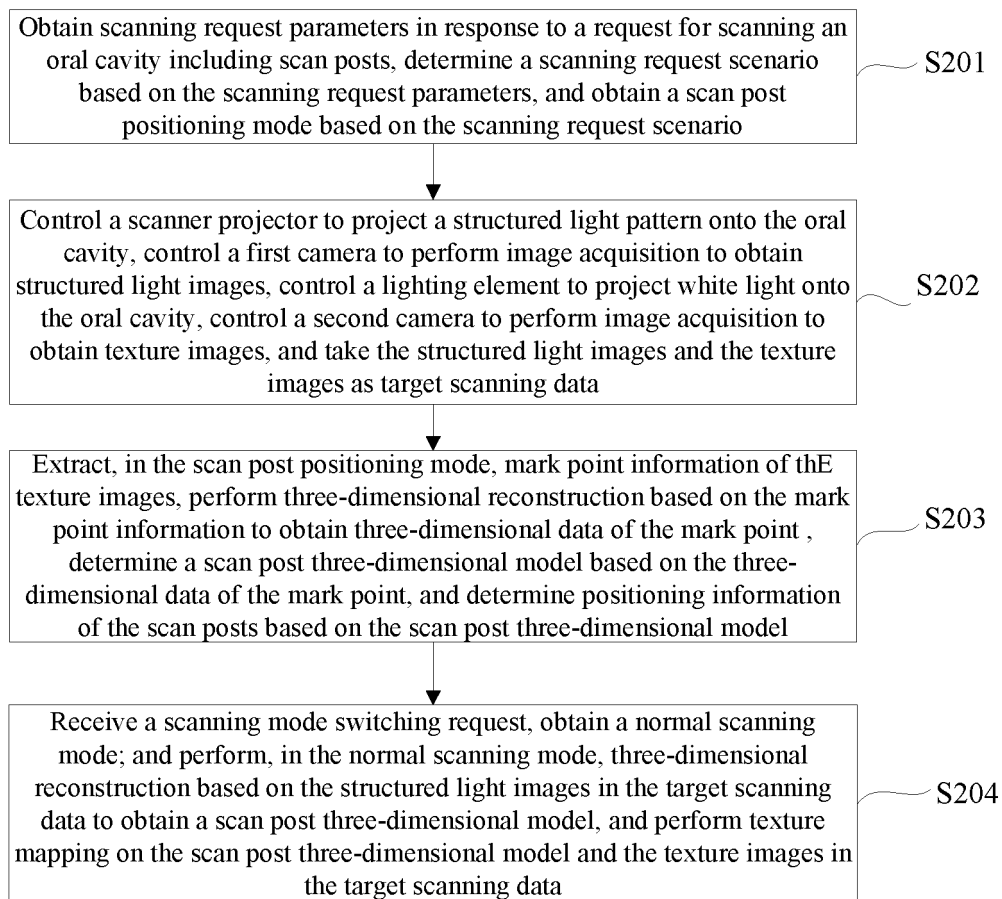 Obtain scanning request parameters in response to a request for scanning an
oral cavity including scan posts, determine a scanning request scenario
based on the scanning request parameters, and obtain a scan post
positioning mode based on the scanning request scenario
S201
Control a scanner projector to project a structured light pattern onto the oral
cavity, control a first camera to perform image acquisition to obtain
structured light images, control a lighting element to project white light onto
the oral cavity, control a second camera to perform image acquisition to
obtain texture images, and take the structured light images and the texture
images as target scanning data
S202
Extract, in the scan post positioning mode, mark point information of thE
texture images, perform three-dimensional reconstruction based on the mark
point information to obtain three-dimensional data of the mark point ,
determine a scan post three-dimensional model based on the three-
dimensional data of the mark point, and determine positioning information
of the scan posts based on the scan post three-dimensional model
S203
Receive a scanning mode switching request, obtain a normal scanning
mode; and perform, in the normal scanning mode, three-dimensional
reconstruction based on the structured light images in the target scanning
data to obtain a scan post three-dimensional model, and perform texture
mapping on the scan post three-dimensional model and the texture images in
the target scanning data
S204